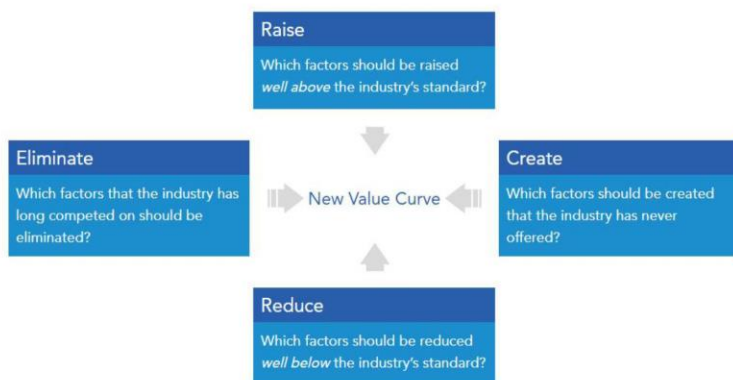 Raise
Which factors should be raised
well above the industry's standard?
Eliminate
Which factors that the industry has
long competed on should be
eliminated?
New Value Curve
Create
Which factors should be created
that the industry has never
offered?
Reduce
Which factors should be reduced
well below the industry's standard?